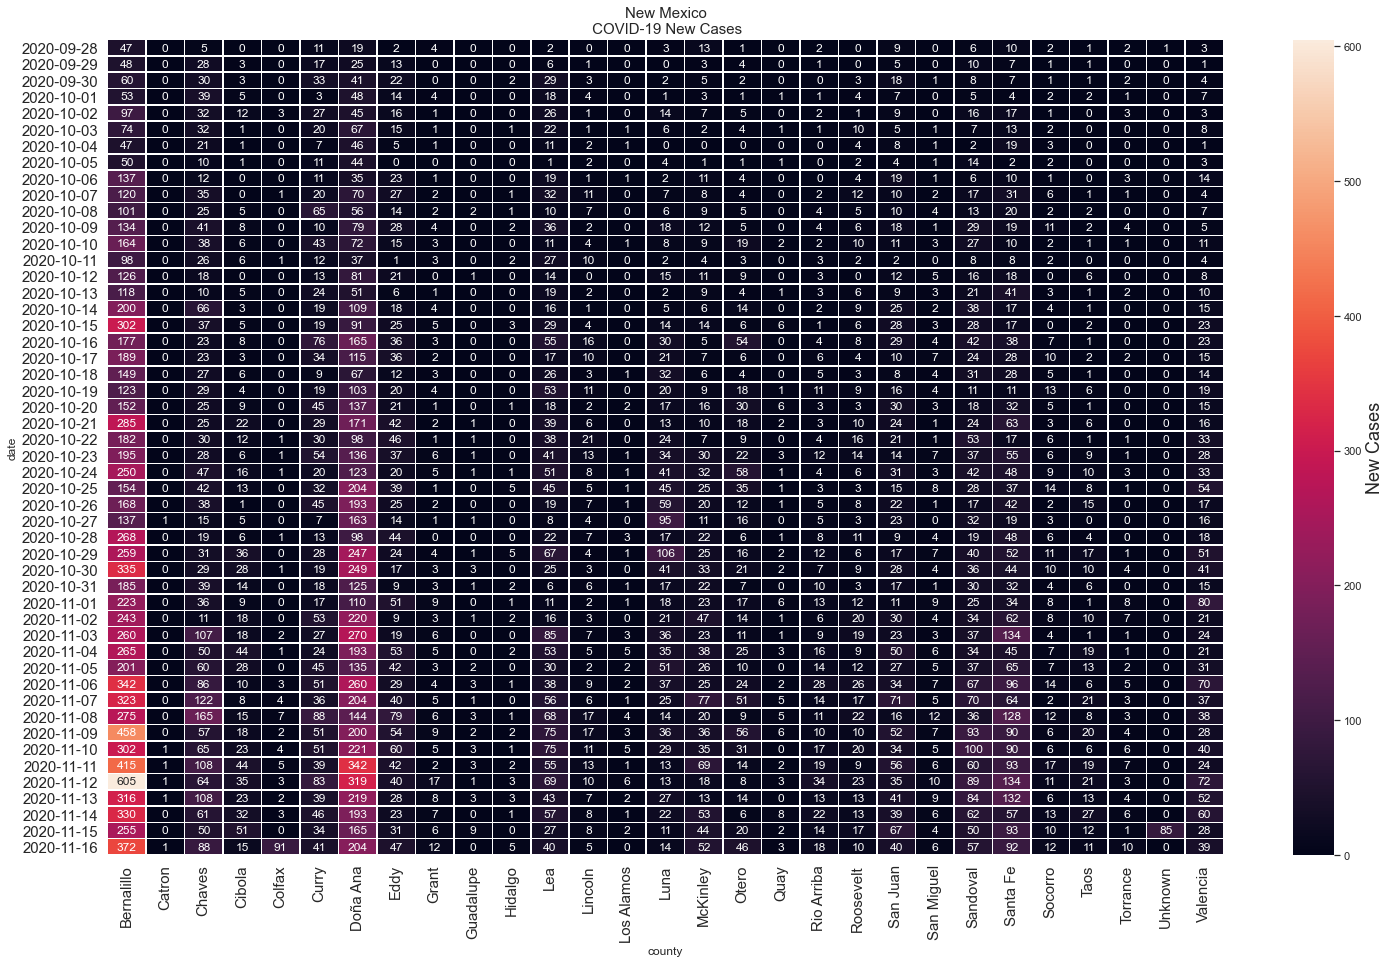 New Mexico
COVID-19 New Cases
2020-09-28 47 0 5 0 0 11 19 2 4 0 0 2 0 0 3 13 1 0 2 0 9 0 6 10 2 1 2 1 3
2020-09-29 48 0 28 3 0 17 25 13 0 0 0 6 1 0 0 3 4 0 1 0 5 0 10 7 1 1 0 0 1
2020-09-30 60 0 30 3 0 33 41 22 0 0 2 29 3 0 2 5 2 0 0 3 18 1 8 7 1 1 2 0 4
2020-10-01 53 0 39 5 0 3 48 14 4 0 0 18 4 0 1 3 1 1 1 4 7 0 5 4 2 2 1 0 7
2020-10-02 97 0 32 12 3 27 45 16 1 0 0 26 1 0 14 7 5 0 2 1 9 0 16 17 1 0 3 0 3
2020-10-03 74 0 32 1 0 20 67 15 1 0 1 22 1 1 6 2 4 1 1 10 5 1 7 13 2 0 0 0 8
2020-10-04 47 0 21 1 0 7 46 5 1 0 0 11 2 1 0 0 0 0 0 4 8 1 2 19 3 0 0 0 1
2020-10-05 50 0 10 1 0 11 44 0 0 0 0 1 2 0 4 1 1 1 0 2 4 1 14 2 2 0 0 0 3
2020-10-06 137 0 12 0 0 11 35 23 1 0 0 19 1 1 2 11 4 0 0 4 19 1 6 10 1 0 3 0 14
2020-10-07 120 0 35 0 1 20 70 27 2 0 1 32 11 0 7 8 4 0 2 12 10 2 17 31 6 1 1 0 4
2020-10-08 101 0 25 5 0 65 56 14 2 2 1 10 7 0 6 9 5 0 4 5 10 4 13 20 2 2 0 0 7
2020-10-09 134 0 41 8 0 10 79 28 4 0 2 36 2 0 18 12 5 0 4 6 18 1 29 19 11 2 4 0 5
2020-10-10 164 0 38 6 0 43 72 15 3 0 0 11 4 1 8 9 19 2 2 10 11 3 27 10 2 1 1 0 11
2020-10-11 98 0 26 6 1 12 37 1 3 0 2 27 10 0 2 4 3 0 3 2 2 0 8 8 2 0 0 0 4
2020-10-12 126 0 18 0 0 13 81 21 0 1 0 14 0 0 15 11 9 0 3 0 12 5 16 18 0 6 0 0 8
2020-10-13 118 0 10 5 0 24 51 6 1 0 0 19 2 0 2 9 4 1 3 6 9 3 21 41 3 1 2 0 10
2020-10-14 200 0 66 3 0 19 109 18 4 0 0 16 1 0 5 6 14 0 2 9 25 2 38 17 4 1 0 0 15
2020-10-15 302 0 37 5 0 19 91 25 5 0 3 29 4 0 14 14 6 6 1 6 28 3 28 17 0 2 0 0 23
2020-10-16 177 0 23 8 0 76 165 36 3 0 0 55 16 0 30 5 54 0 4 8 29 4 42 38 7 1 0 0 23
2020-10-17 189 0 23 3 0 34 115 36 2 0 0 17 10 0 21 7 6 0 6 4 10 7 24 28 10 2 2 0 15
2020-10-18 149 0 27 6 0 9 67 12 3 0 0 26 3 1 32 6 4 0 5 3 8 4 31 28 5 1 0 0 14
2020-10-19 123 0 29 4 0 19 103 20 4 0 0 53 11 0 20 9 18 1 11 9 16 4 11 11 13 6 0 0 19
2020-10-20 152 0 25 9 0 45 137 21 1 0 1 18 2 2 17 16 30 6 3 3 30 3 18 32 5 1 0 0 15
2020-10-21 285 0 25 22 0 29 171 42 2 1 0 39 6 0 13 10 18 2 3 10 24 1 24 63 3 6 0 0 16
2020-10-22 182 0 30 12 1 30 98 46 1 1 0 38 21 0 24 7 9 0 4 16 21 1 53 17 6 1 1 0 33
2020-10-23 195 0 28 6 1 54 136 37 6 1 0 41 13 1 34 30 22 3 12 14 14 7 37 55 6 9 1 0 28
2020-10-24 250 0 47 16 1 20 123 20 5 1 1 51 8 1 41 32 58 1 4 6 31 3 42 48 9 10 3 0 33
2020-10-25 154 0 42 13 0 32 204 39 1 0 5 45 5 1 45 25 35 1 3 3 15 8 28 37 14 8 1 0 54
2020-10-26 168 0 38 1 0 45 193 25 2 0 0 19 7 1 59 20 12 1 5 8 22 1 17 42 2 15 0 0 17
2020-10-27 137 1 15 5 0 7 163 14 1 1 0 8 4 0 95 11 16 0 5 3 23 0 32 19 3 0 0 0 16
2020-10-28 268 0 19 6 1 13 98 44 0 0 0 22 7 3 17 22 6 1 8 11 9 4 19 48 6 4 0 0 18
2020-10-29 259 0 31 36 0 28 247 24 4 1 5 67 4 1 106 25 16 2 12 6 17 7 40 52 11 17 1 0 51
2020-10-30 335 0 29 28 1 19 249 17 3 3 0 25 3 0 41 33 21 2 7 9 28 4 36 44 10 10 4 0 41
2020-10-31 185 0 39 14 0 18 125 9 3 1 2 6 6 1 17 22 7 0 10 3 17 1 30 32 4 6 0 0 15
2020-11-01 223 0 36 9 0 17 110 51 9 0 1 11 2 1 18 23 17 6 13 12 11 9 25 34 8 1 8 0 80
2020-11-02 243 0 11 18 0 53 220 9 3 1 2 16 3 0 21 47 14 1 6 20 30 4 34 62 8 10 7 0 21
2020-11-03 260 0 107 18 2 27 270 19 6 0 0 85 7 3 36 23 11 1 9 19 23 3 34 134 4 1 1 0 24
2020-11-04 265 0 50 44 1 24 193 53 5 0 2 53 5 5 35 38 25 3 16 9 50 6 34 45 7 19 1 0 21
2020-11-05 201 0 60 28 0 45 135 42 3 2 0 30 2 2 51 26 10 0 14 12 27 5 37 65 7 13 2 0 31
2020-11-06 342 0 86 10 3 51 260 29 4 3 1 38 9 2 37 25 24 2 28 26 34 7 67 96 14 6 5 0 70
2020-11-07 323 0 122 8 4 36 204 40 5 1 0 56 6 1 25 77 51 5 14 17 71 5 70 64 2 21 3 0 37
2020-11-08 275 0 165 15 7 88 144 79 6 3 1 68 17 4 14 20 9 5 11 22 16 12 36 128 12 8 3 0 38
2020-11-09 458 0 57 18 2 51 200 54 9 2 2 75 17 3 36 36 56 6 10 10 52 7 93 90 6 20 4 0 28
2020-11-10 302 1 65 23 4 51 221 60 5 3 1 75 11 5 29 35 31 0 17 20 34 5 100 90 6 6 6 0 40
2020-11-11 415 1 108 44 5 39 342 42 2 3 2 55 13 1 13 69 14 2 19 9 56 6 60 93 17 19 7 0 24
2020-11-12 605 1 64 35 3 83 319 40 17 1 3 69 10 6 13 18 8 3 34 23 35 10 89 134 11 21 3 0 72
2020-11-13 316 1 108 23 2 39 219 28 8 3 3 43 7 2 27 13 14 0 13 13 41 9 84 132 6 13 4 0 52
2020-11-14 330 0 61 32 3 46 193 23 7 0 1 57 8 1 22 53 6 8 22 13 39 6 62 57 13 27 6 0 60
2020-11-15 255 0 50 51 0 34 165 31 6 9 0 27 8 2 11 44 20 2 14 17 67 4 50 93 10 12 1 85 28
2020-11-16 372 1 88 15 91 41 204 47 12 0 5 40 5 0 14 52 46 3 18 10 40 6 57 92 12 11 10 0 39
date
Bernalillo Catron Chaves Cibola Colfax Curry Doña Ana Eddy Grant Guadalupe Hidalgo Lea Lincoln Los Alamos Luna McKinley Otero Quay Rio Arriba Roosevelt San Juan San Miguel Sandoval Santa Fe Socorro Taos Torrance Unknown Valencia
county
600
500
400
300
200
100
0
New Cases